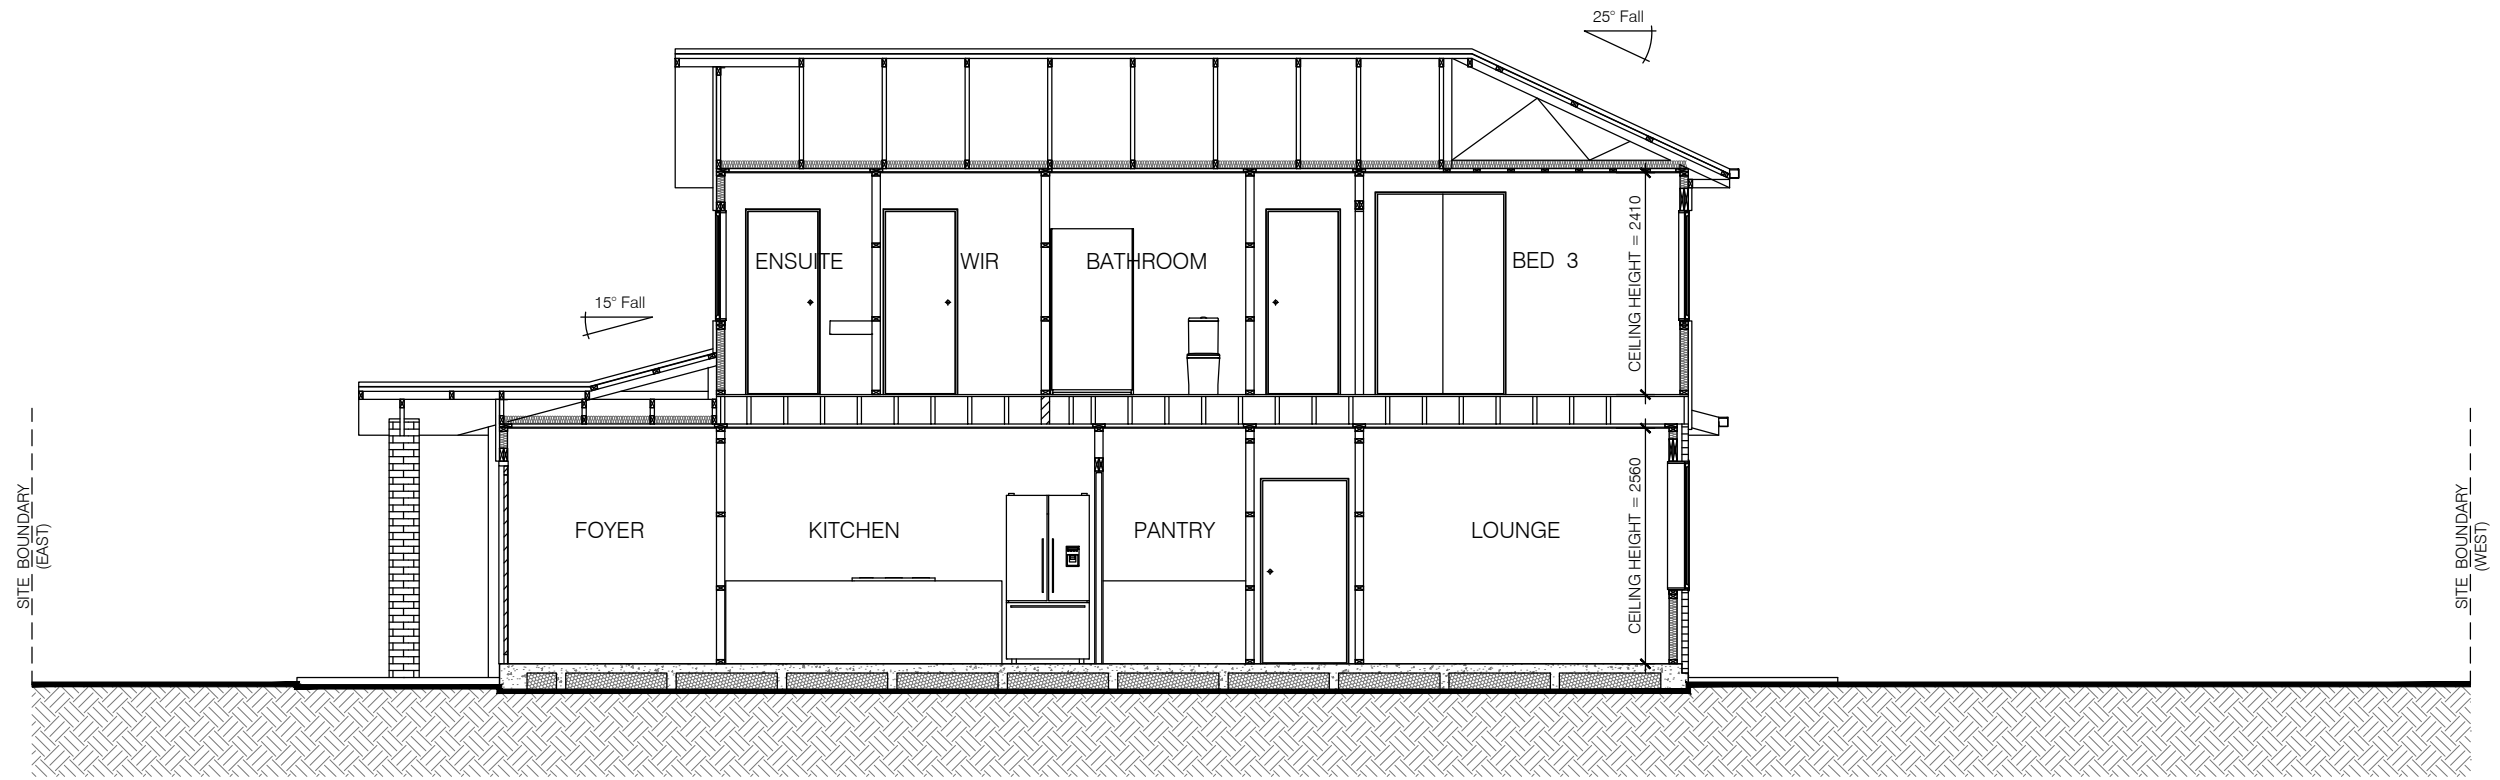 25° Fall
15° Fall
ENSUITE
WIR
BATHROOM
BED 3
CEILING HEIGHT = 2410
FOYER
KITCHEN
PANTRY
LOUNGE
CEILING HEIGHT = 2560
SITE BOUNDARY
(EAST)
SITE BOUNDARY
(WEST)